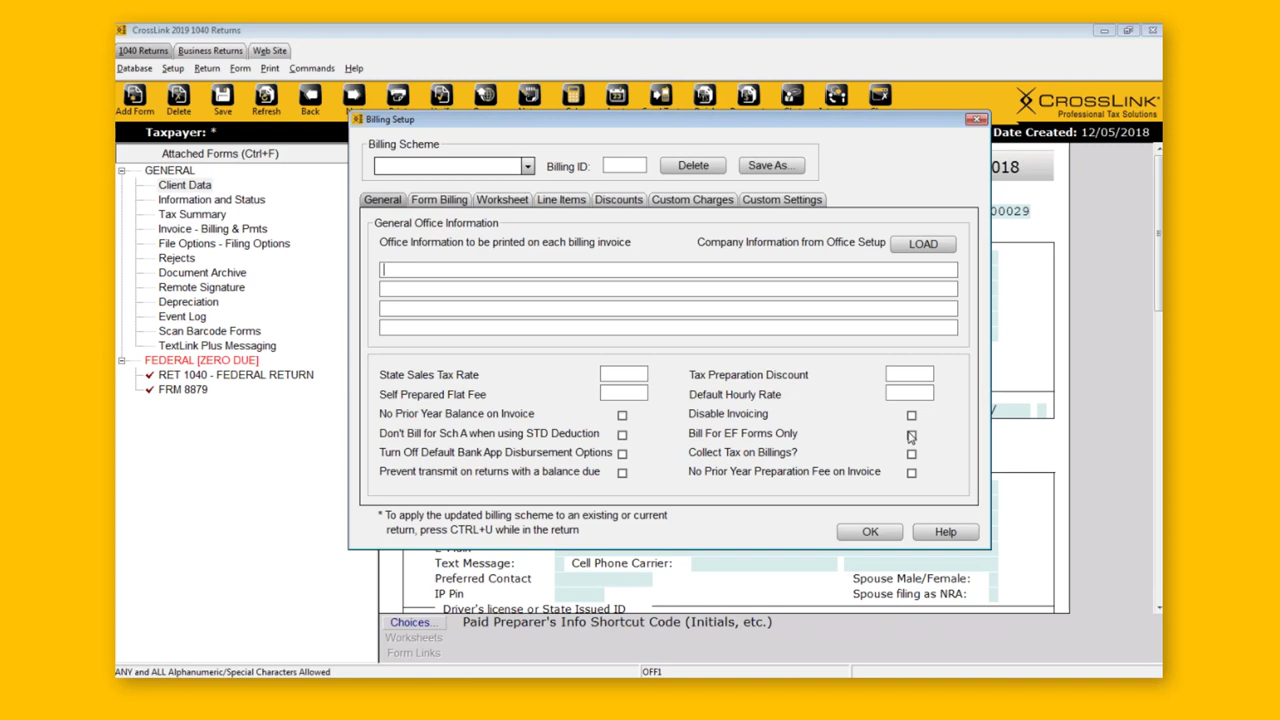 CrossLink 2019 1040 Returns
1040 Returns Business Returns Web Site
Database Setup Return Form Print Commands Help
Add Form Delete Save Refresh Back
CROSSLINK
Professional Tax Solutions
Taxpayer: *
Date Created: 12/05/2018
Attached Forms (Ctrl+F)
GENERAL
Client Data
Information and Status
Tax Summary
Invoice - Billing & Pmts
File Options - Filing Options
Rejects
Document Archive
Remote Signature
Depreciation
Event Log
Scan Barcode Forms
TextLink Plus Messaging
FEDERAL [ZERO DUE]
RET 1040 - FEDERAL RETURN
FRM 8879
Billing Setup
Billing Scheme
Billing ID: Delete Save As...
General Form Billing Worksheet Line Items Discounts Custom Charges Custom Settings
General Office Information
Office Information to be printed on each billing invoice Company Information from Office Setup LOAD
State Sales Tax Rate Tax Preparation Discount
Self Prepared Flat Fee Default Hourly Rate
No Prior Year Balance on Invoice Disable Invoicing
Don't Bill for Sch A when using STD Deduction Bill For EF Forms Only
Turn Off Default Bank App Disbursement Options Collect Tax on Billings?
Prevent transmit on returns with a balance due No Prior Year Preparation Fee on Invoice
* To apply the updated billing scheme to an existing or current
return, press CTRL+U while in the return
OK Help
018
00029
Text Message: Cell Phone Carrier:
Preferred Contact Spouse Male/Female:
IP Pin Spouse filing as NRA:
Driver's license or State Issued ID
Choices... Paid Preparer's Info Shortcut Code (Initials, etc.)
Worksheets
Form Links
ANY and ALL Alphanumeric/Special Characters Allowed OFF1